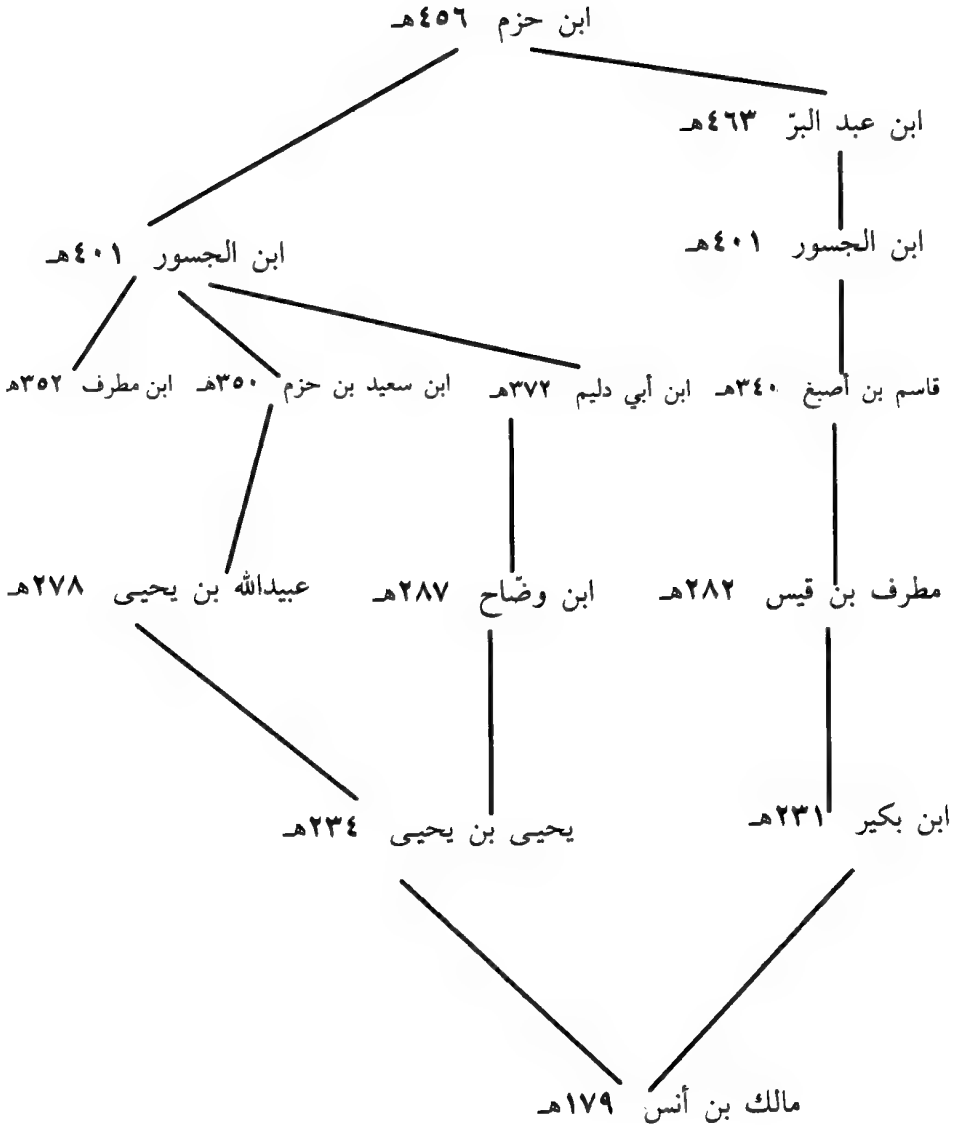 ابن حزم ٤٥٦هـ
ابن عبد البرّ ٤٦٣هـ
ابن الجسور ٤٠١هـ
ابن الجسور ٤٠١هـ
قاسم بن أصبغ ٣٤٠هـ
ابن أبي دليم ٣٧٢هـ
ابن سعيد بن حزم ٣٥٠هـ
ابن مطرف ٣٥٢هـ
مطرف بن قيس ٢٨٢هـ
ابن وضّاح ٢٨٧هـ
عبيدالله بن يحيى ٢٧٨هـ
ابن بكير ٢٣١هـ
يحيى بن يحيى ٢٣٤هـ
مالك بن أنس ١٧٩هـ